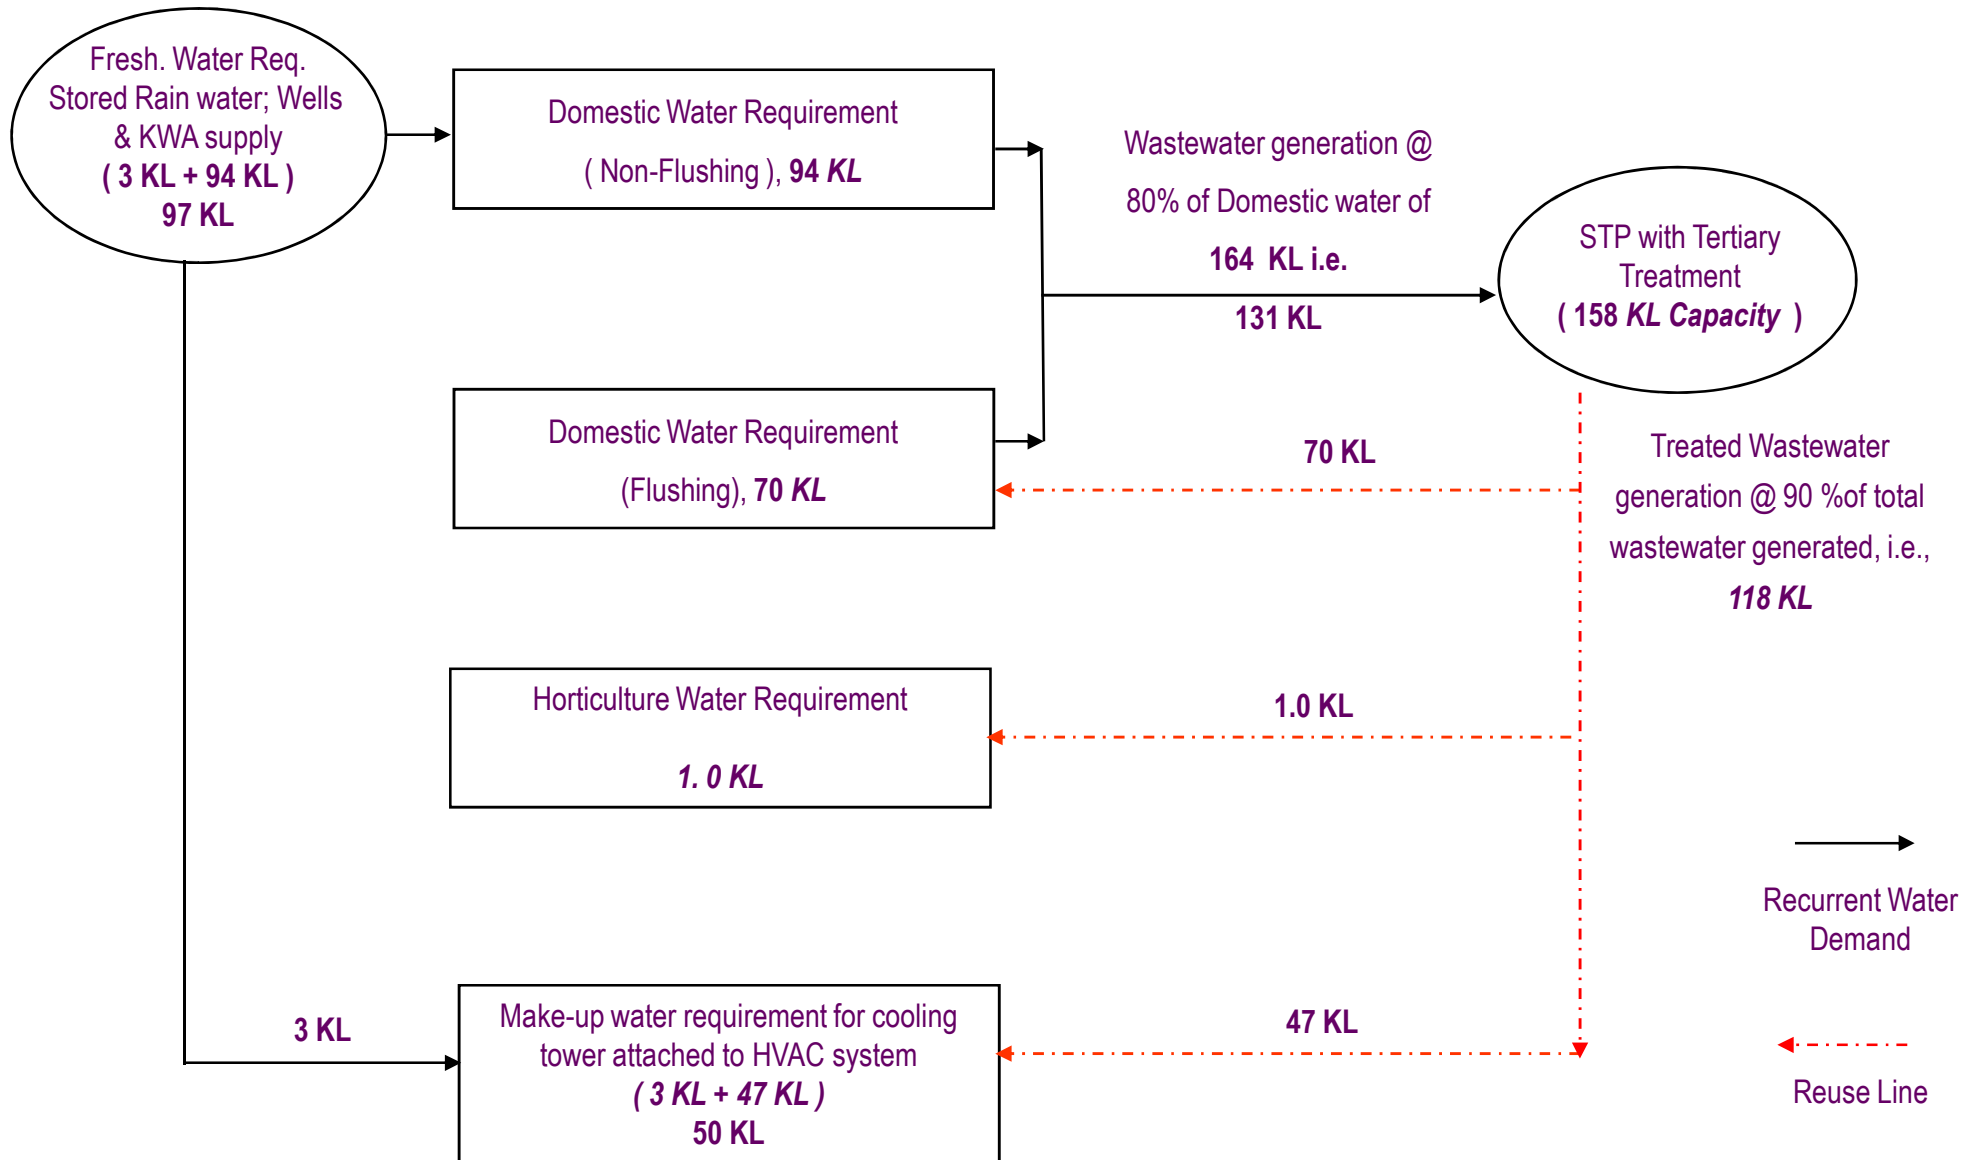 Fresh. Water Req.
Stored Rain water; Wells
& KWA supply
( 3 KL + 94 KL )
97 KL
Domestic Water Requirement
( Non-Flushing ), 94 KL
Wastewater generation @
80% of Domestic water of
164 KL i.e.
131 KL
STP with Tertiary
Treatment
( 158 KL Capacity )
Domestic Water Requirement
(Flushing), 70 KL
70 KL
Treated Wastewater
generation @ 90 %of total
wastewater generated, i.e.,
118 KL
Horticulture Water Requirement
1. 0 KL
1.0 KL
3 KL
Make-up water requirement for cooling
tower attached to HVAC system
( 3 KL + 47 KL )
50 KL
47 KL
Recurrent Water
Demand
Reuse Line